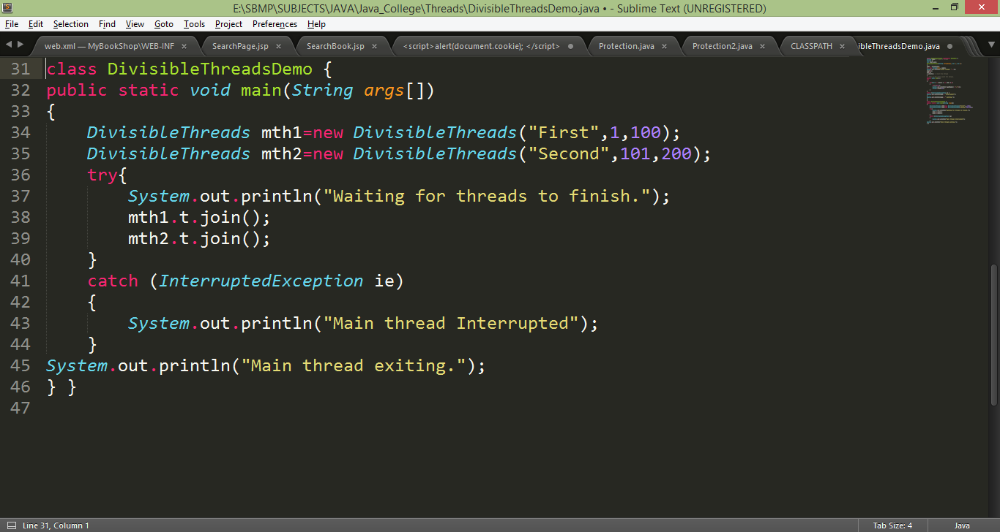 E:\SBMP\SUBJECTS\JAVA\Java_College\Threads\DivisibleThreadsDemo.java • - Sublime Text (UNREGISTERED)
File Edit Selection Find View Goto Tools Project Preferences Help
web.xml — MyBookShop\WEB-INF × SearchPage.jsp × SearchBook.jsp × <script>alert(document.cookie); </script> ● Protection.java × Protection2.java × CLASSPATH × ibleThreadsDemo.java ●
31 class DivisibleThreadsDemo {
32 public static void main(String args[])
33 {
34     DivisibleThreads mth1=new DivisibleThreads("First",1,100);
35     DivisibleThreads mth2=new DivisibleThreads("Second",101,200);
36     try{
37         System.out.println("Waiting for threads to finish.");
38         mth1.t.join();
39         mth2.t.join();
40     }
41     catch (InterruptedException ie)
42     {
43         System.out.println("Main thread Interrupted");
44     }
45 System.out.println("Main thread exiting.");
46 } }
47
Line 31, Column 1 Tab Size: 4 Java